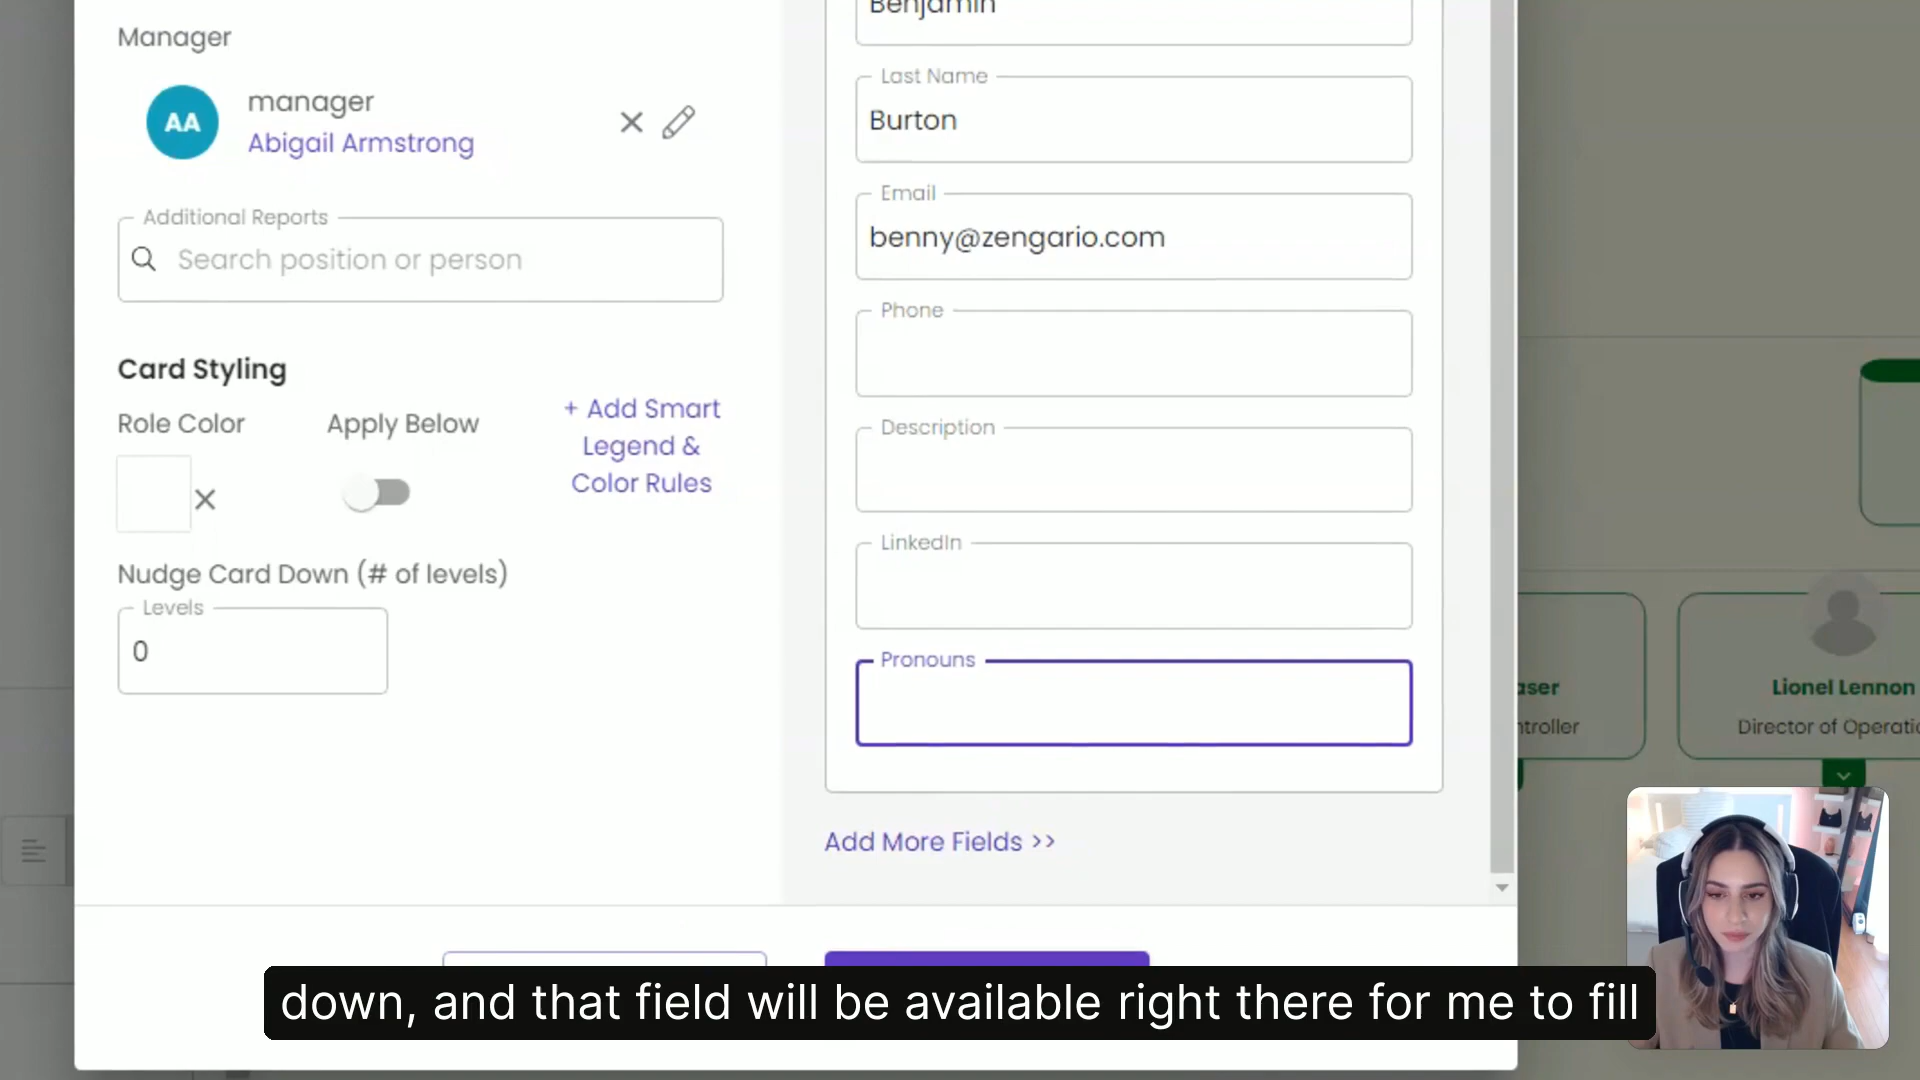 Manager
AA
manager
Abigail Armstrong
Additional Reports
Search position or person
Card Styling
Role Color
Apply Below
+ Add Smart
Legend &
Color Rules
Nudge Card Down (# of levels)
Levels
0
Benjamin
Last Name
Burton
Email
benny@zengario.com
Phone
Description
LinkedIn
Pronouns
Add More Fields >>
Lionel Lennon
down, and that field will be available right there for me to fill